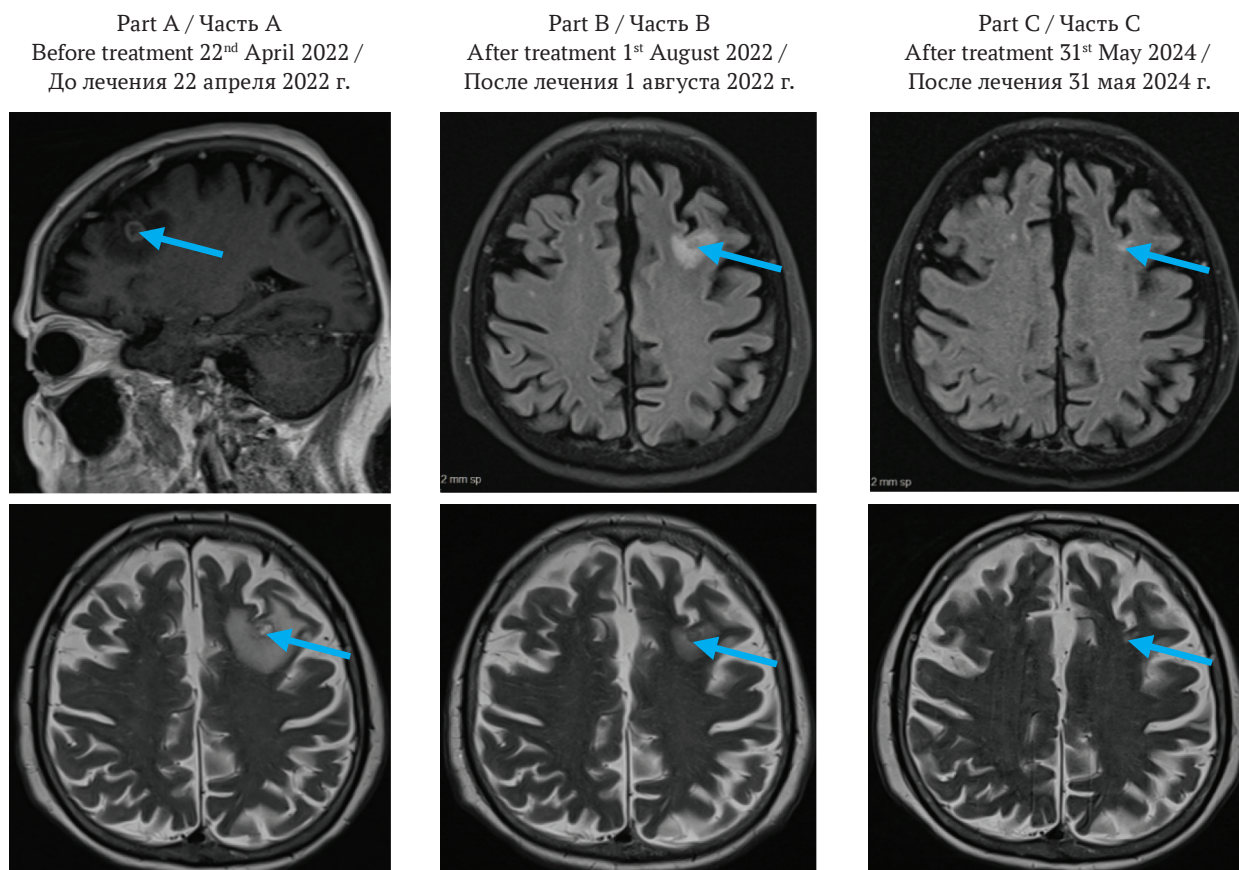 Part A / Часть А
Before treatment 22nd April 2022 /
До лечения 22 апреля 2022 г.
Part B / Часть B
After treatment 1st August 2022 /
После лечения 1 августа 2022 г.
Part C / Часть C
After treatment 31st May 2024 /
После лечения 31 мая 2024 г.
2 mm sp
2 mm sp